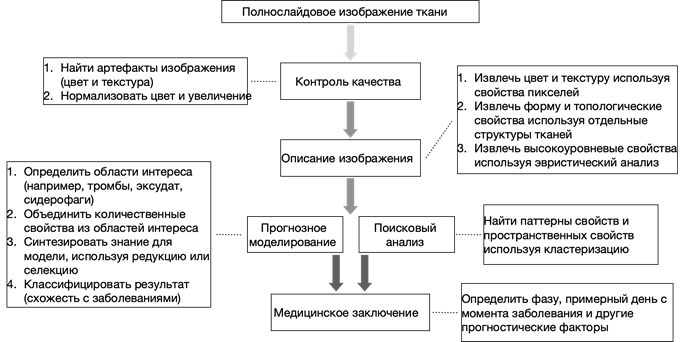 Полнослайдовое изображение ткани
1. Найти артефакты изображения
(цвет и текстура)
2. Нормализовать цвет и увеличение
Контроль качества
1. Извлечь цвет и текстуру используя
свойства пикселей
2. Извлечь форму и топологические
свойства используя отдельные
структуры тканей
3. Извлечь высокоуровневые свойства
используя эвристический анализ
Описание изображения
1. Определить области интереса
(например, тромбы, эксудат,
сидерофаги)
2. Объединить количественные
свойства из областей интереса
3. Синтезировать знание для
модели, используя редукцию или
селекцию
4. Классифицировать результат
(схожесть с заболеваниями)
Прогнозное
моделирование
Поисковый
анализ
Найти паттерны свойств и
пространственных свойств
используя кластеризацию
Медицинское заключение
Определить фазу, примерный день с
момента заболевания и другие
прогностические факторы